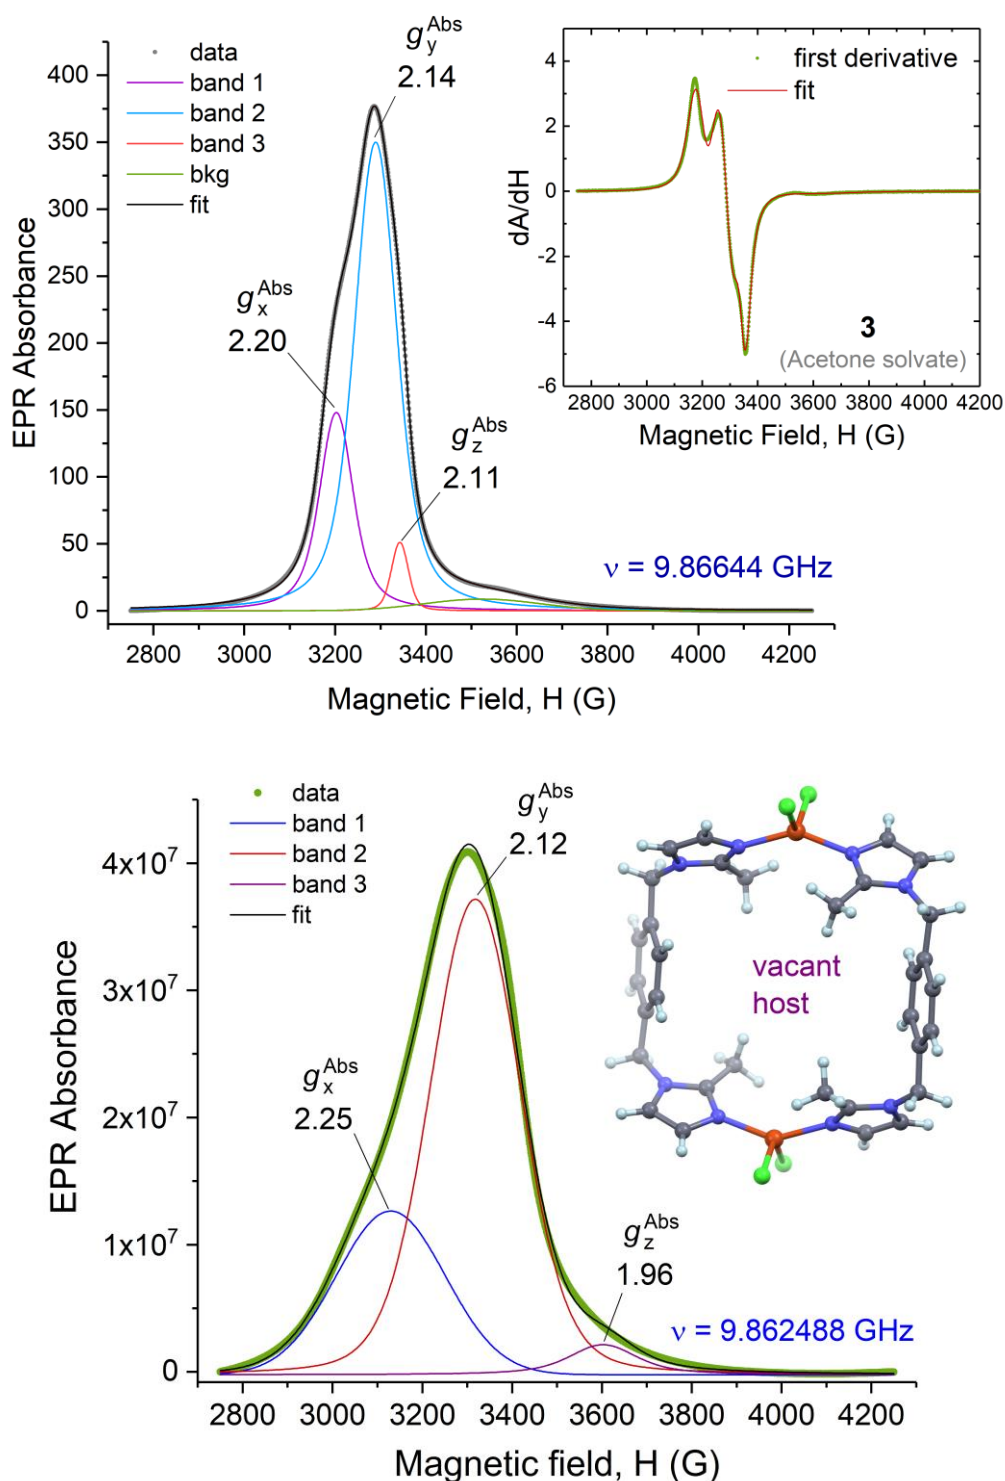 data
band 1
band 2
band 3
bkg
fit
g_y^Abs
2.14
g_x^Abs
2.20
g_z^Abs
2.11
ν = 9.86644 GHz
EPR Absorbance
400
350
300
250
200
150
100
50
0
2800 3000 3200 3400 3600 3800 4000 4200
Magnetic Field, H (G)
first derivative
fit
dA/dH
4
2
0
-2
-4
-6
3
(Acetone solvate)
2800 3000 3200 3400 3600 3800 4000 4200
Magnetic Field, H (G)
data
band 1
band 2
band 3
fit
g_y^Abs
2.12
g_x^Abs
2.25
g_z^Abs
1.96
vacant
host
ν = 9.862488 GHz
EPR Absorbance
4x10^7
3x10^7
2x10^7
1x10^7
0
2800 3000 3200 3400 3600 3800 4000 4200
Magnetic field, H (G)